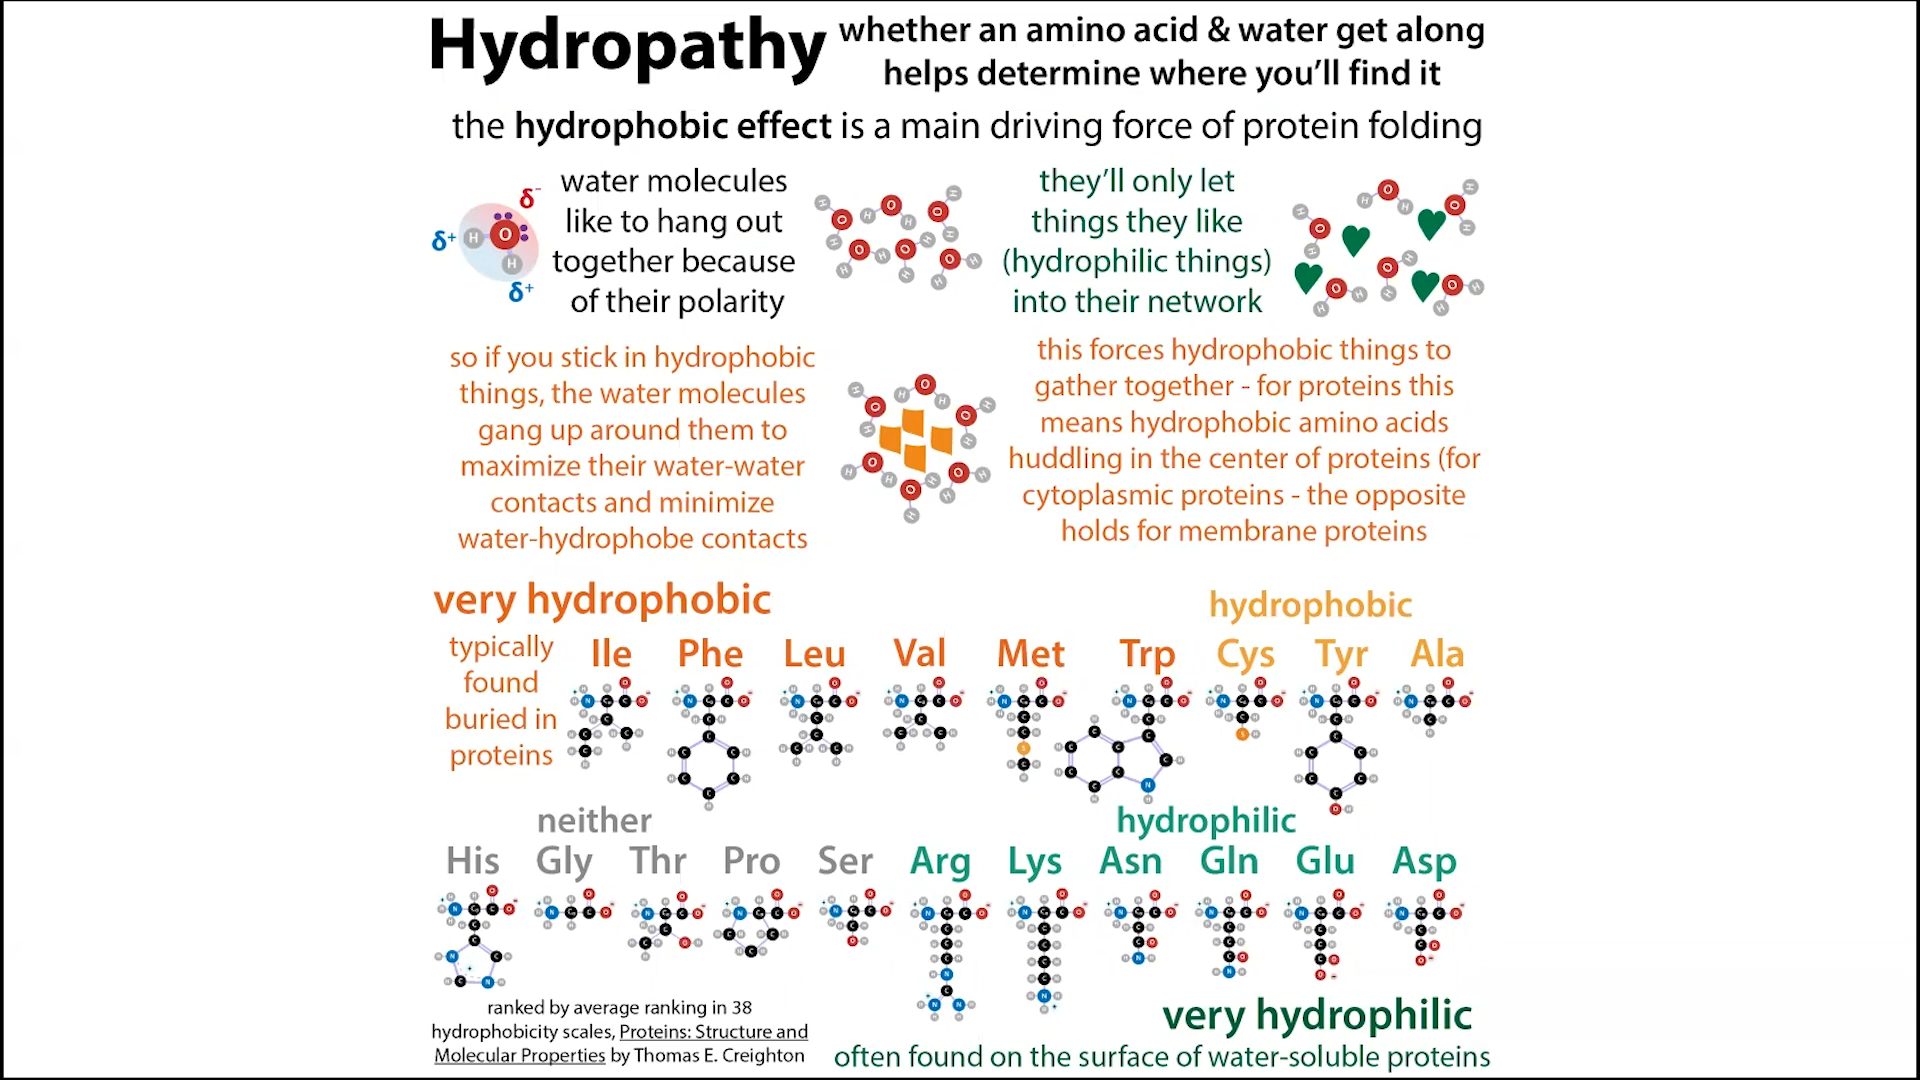 Hydropathy
whether an amino acid & water get along
helps determine where you'll find it
the hydrophobic effect is a main driving force of protein folding
δ-
δ+
H
O
H
δ+
water molecules
like to hang out
together because
of their polarity
they'll only let
things they like
(hydrophilic things)
into their network
so if you stick in hydrophobic
things, the water molecules
gang up around them to
maximize their water-water
contacts and minimize
water-hydrophobe contacts
this forces hydrophobic things to
gather together - for proteins this
means hydrophobic amino acids
huddling in the center of proteins (for
cytoplasmic proteins - the opposite
holds for membrane proteins
very hydrophobic
hydrophobic
typically
found
buried in
proteins
Ile Phe Leu Val Met Trp Cys Tyr Ala
neither
hydrophilic
His Gly Thr Pro Ser Arg Lys Asn Gln Glu Asp
ranked by average ranking in 38
hydrophobicity scales, Proteins: Structure and
Molecular Properties by Thomas E. Creighton
very hydrophilic
often found on the surface of water-soluble proteins